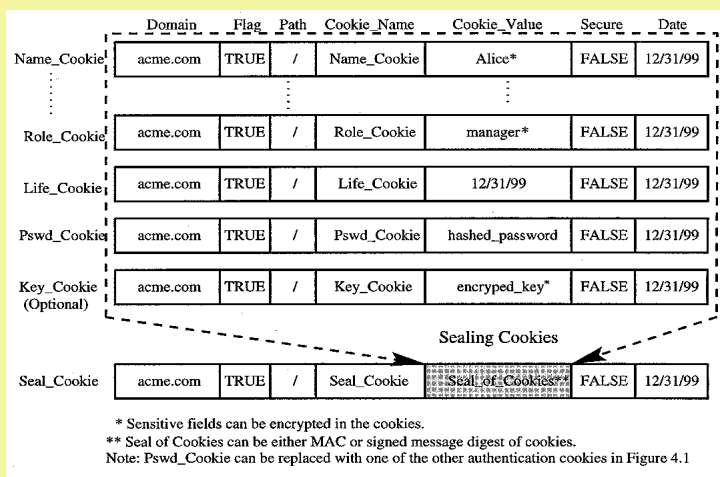 Domain Flag Path Cookie_Name Cookie_Value Secure Date
Name_Cookie acme.com TRUE / Name_Cookie Alice* FALSE 12/31/99
Role_Cookie acme.com TRUE / Role_Cookie manager* FALSE 12/31/99
Life_Cookie acme.com TRUE / Life_Cookie 12/31/99 FALSE 12/31/99
Pswd_Cookie acme.com TRUE / Pswd_Cookie hashed_password FALSE 12/31/99
Key_Cookie acme.com TRUE / Key_Cookie encryped_key* FALSE 12/31/99
(Optional)
Sealing Cookies
Seal_Cookie acme.com TRUE / Seal_Cookie Seal_of_Cookies** FALSE 12/31/99
* Sensitive fields can be encrypted in the cookies.
** Seal of Cookies can be either MAC or signed message digest of cookies.
Note: Pswd_Cookie can be replaced with one of the other authentication cookies in Figure 4.1